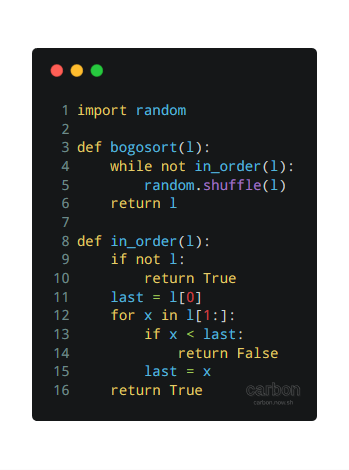 1 import random
2
3 def bogosort(l):
4     while not in_order(l):
5         random.shuffle(l)
6     return l
7
8 def in_order(l):
9     if not l:
10         return True
11     last = l[0]
12     for x in l[1:]:
13         if x < last:
14             return False
15         last = x
16     return True
carbon
carbon.now.sh